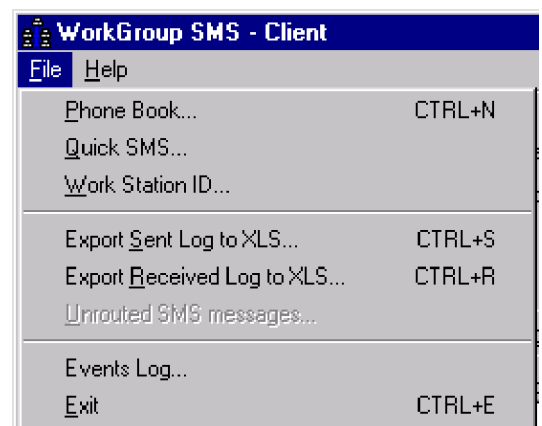 WorkGroup SMS - Client
File Help
Phone Book... CTRL+N
Quick SMS...
Work Station ID...
Export Sent Log to XLS... CTRL+S
Export Received Log to XLS... CTRL+R
Unrouted SMS messages...
Events Log...
Exit CTRL+E